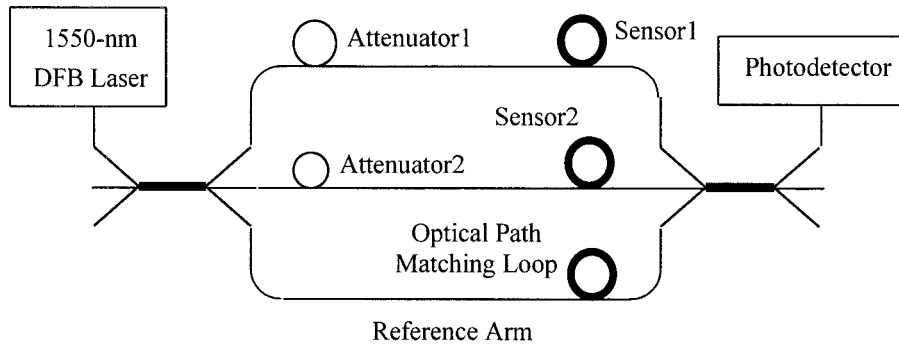 1550-nm
DFB Laser
Attenuator1
Sensor1
Photodetector
Sensor2
Attenuator2
Optical Path
Matching Loop
Reference Arm